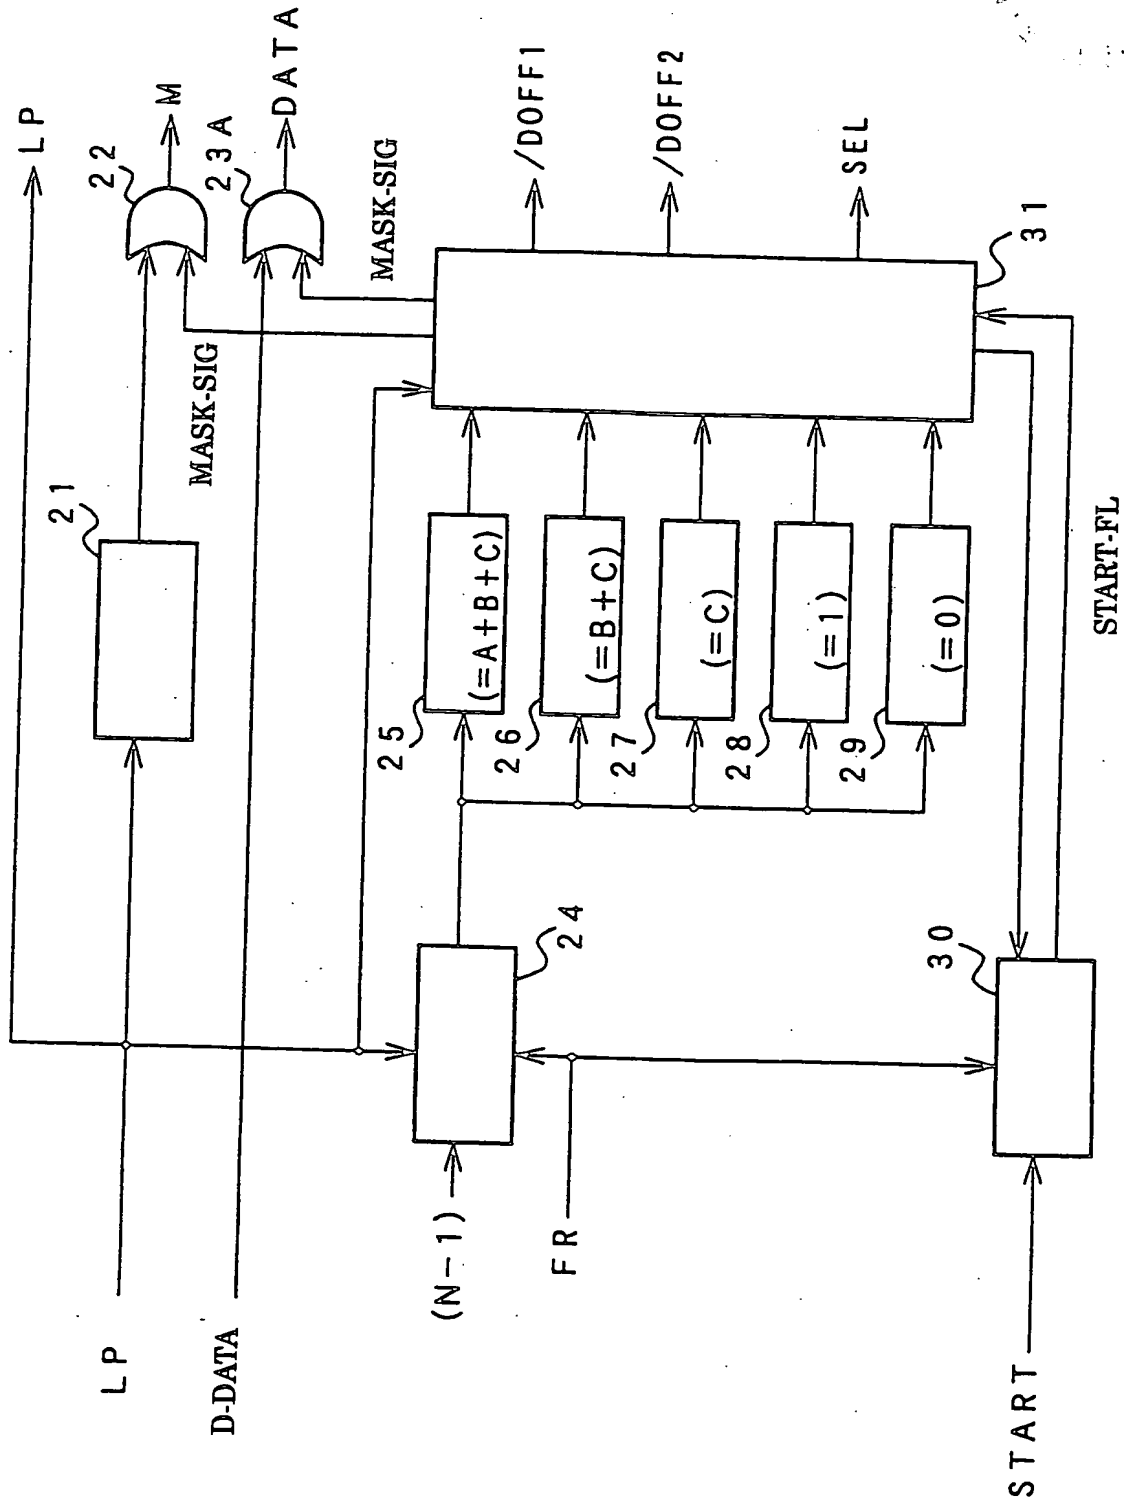 LP
D-DATA
(N-1)
FR
START
21
24
30
25
26
27
28
29
(=A+B+C)
(=B+C)
(=C)
(=1)
(=0)
MASK-SIG
MASK-SIG
START-FL
22
23A
31
LP
M
DATA
/DOFF1
/DOFF2
SEL